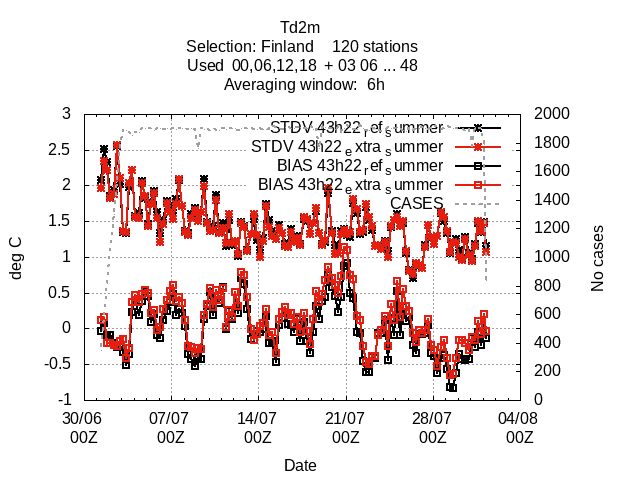 Td2m
Selection: Finland    120 stations
Used  00,06,12,18  + 03 06 ... 48
Averaging window:  6h
STDV 43h22_ref_summer
STDV 43h22_extra_summer
BIAS 43h22_ref_summer
BIAS 43h22_extra_summer
CASES
3
2.5
2
1.5
1
0.5
0
-0.5
-1
deg C
2000
1800
1600
1400
1200
1000
800
600
400
200
0
No cases
30/06 07/07 14/07 21/07 28/07 04/08
00Z 00Z 00Z 00Z 00Z 00Z
Date